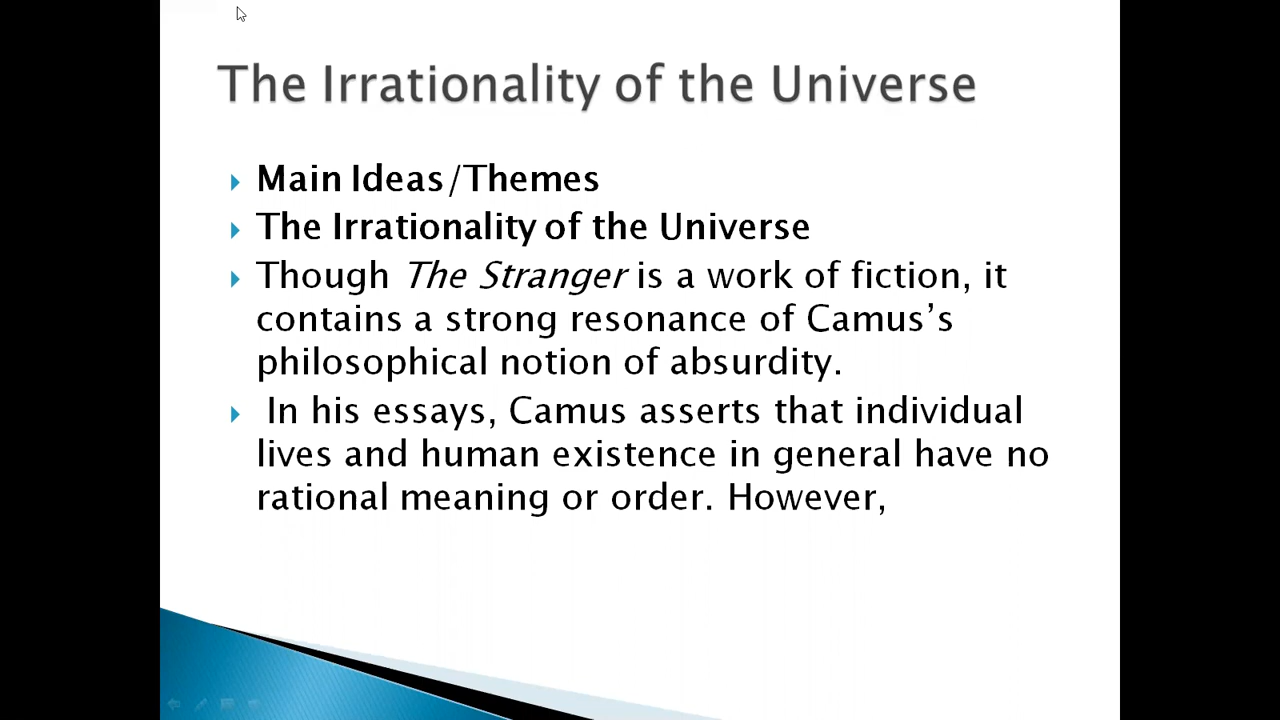 The Irrationality of the Universe
Main Ideas/Themes
The Irrationality of the Universe
Though The Stranger is a work of fiction, it
contains a strong resonance of Camus’s
philosophical notion of absurdity.
In his essays, Camus asserts that individual
lives and human existence in general have no
rational meaning or order. However,